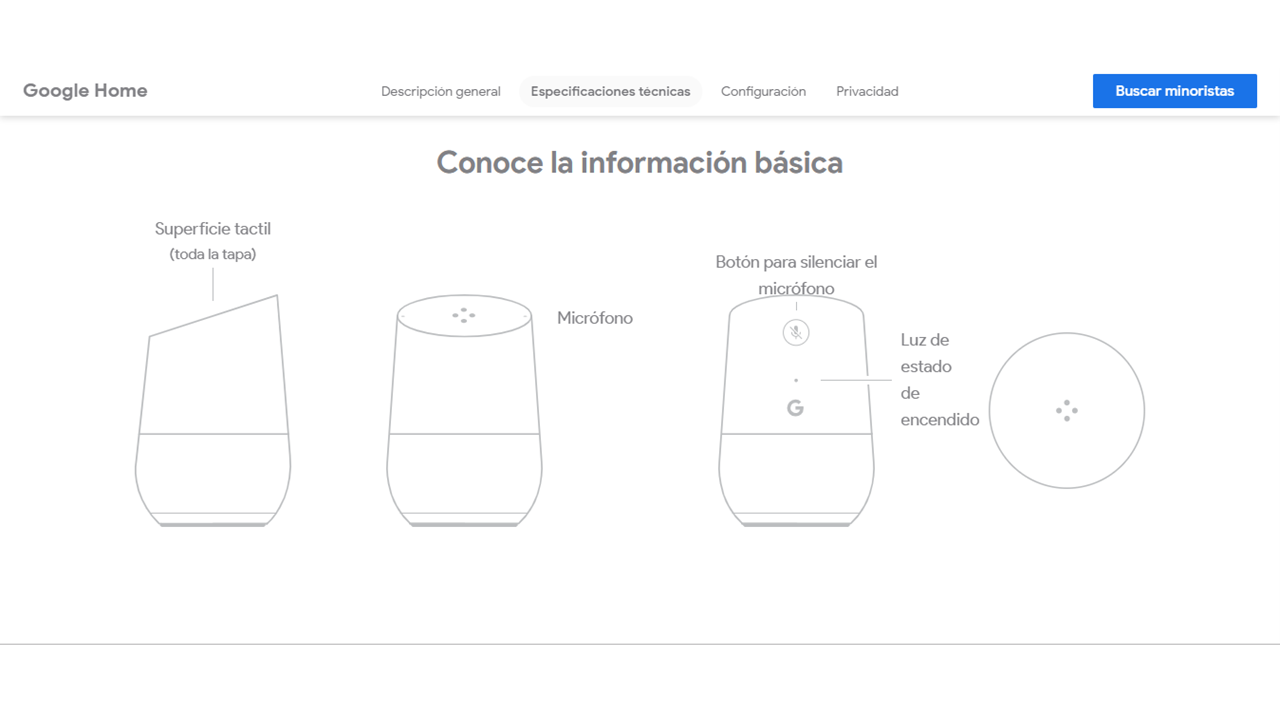 Google Home
Descripción general
Especificaciones técnicas
Configuración
Privacidad
Buscar minoristas
Conoce la información básica
Superficie tactil
(toda la tapa)
Micrófono
Botón para silenciar el
micrófono
G
Luz de
estado
de
encendido